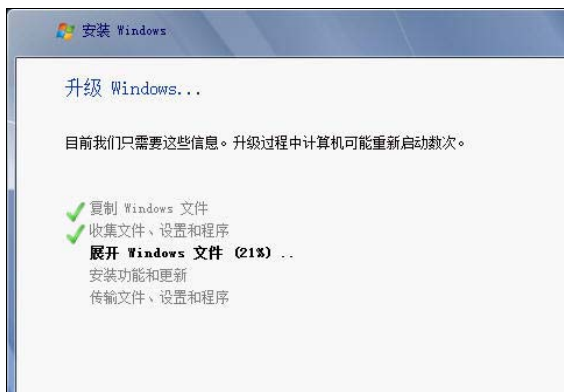 安装 Windows
升级 Windows...
目前我们只需要这些信息。升级过程中计算机可能重新启动数次。
复制 Windows 文件
收集文件、设置和程序
展开 Windows 文件 (21%) ..
安装功能和更新
传输文件、设置和程序